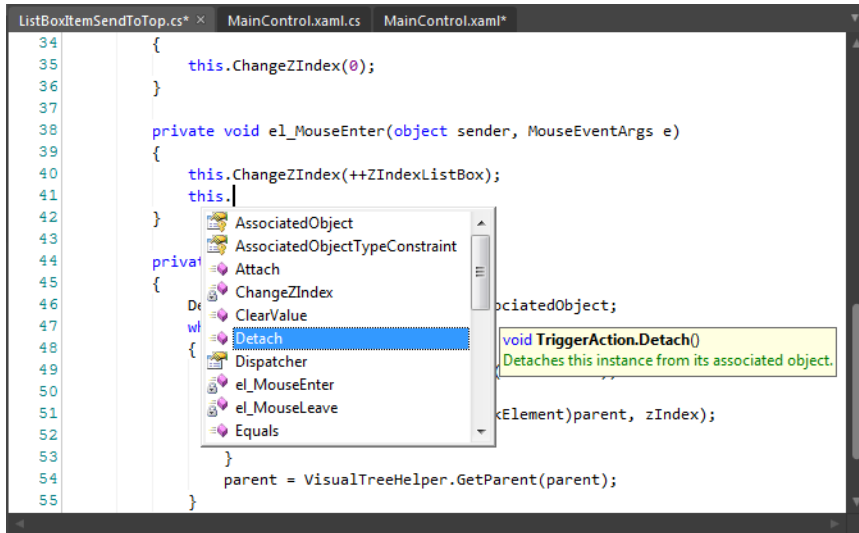 ListBoxItemSendToTop.cs* × MainControl.xaml.cs MainControl.xaml*
34 {
35 this.ChangeZIndex(0);
36 }
37
38 private void el_MouseEnter(object sender, MouseEventArgs e)
39 {
40 this.ChangeZIndex(++ZIndexListBox);
41 this.
42 }
43
44 privat
45 {
46 De ociatedObject;
47 wh
48 {
49
50
51 kElement)parent, zIndex);
52
53 }
54 parent = VisualTreeHelper.GetParent(parent);
55 }
AssociatedObject
AssociatedObjectTypeConstraint
Attach
ChangeZIndex
ClearValue
Detach
Dispatcher
el_MouseEnter
el_MouseLeave
Equals
void TriggerAction.Detach()
Detaches this instance from its associated object.